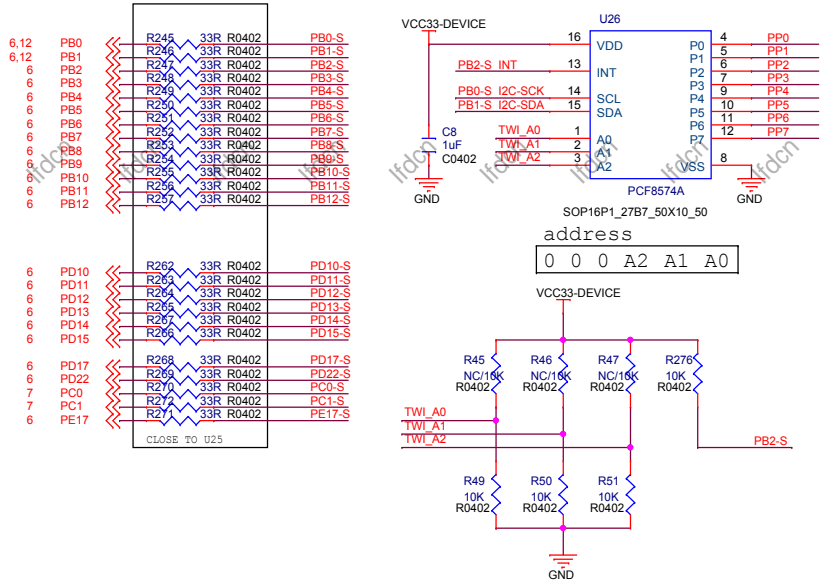 R245 33R R0402 PB0-S
6,12 PB0
R246 33R R0402 PB1-S
6,12 PB1
R247 33R R0402 PB2-S
6 PB2
R248 33R R0402 PB3-S
6 PB3
R249 33R R0402 PB4-S
6 PB4
R250 33R R0402 PB5-S
6 PB5
R251 33R R0402 PB6-S
6 PB6
R252 33R R0402 PB7-S
6 PB7
R253 33R R0402 PB8-S
6 PB8
R254 33R R0402 PB9-S
6 PB9
R255 33R R0402 PB10-S
6 PB10
R256 33R R0402 PB11-S
6 PB11
R257 33R R0402 PB12-S
6 PB12
R262 33R R0402 PD10-S
6 PD10
R263 33R R0402 PD11-S
6 PD11
R264 33R R0402 PD12-S
6 PD12
R265 33R R0402 PD13-S
6 PD13
R267 33R R0402 PD14-S
6 PD14
R266 33R R0402 PD15-S
6 PD15
R268 33R R0402 PD17-S
6 PD17
R269 33R R0402 PD22-S
6 PD22
R270 33R R0402 PC0-S
7 PC0
R272 33R R0402 PC1-S
7 PC1
R271 33R R0402 PE17-S
6 PE17
CLOSE TO U25
VCC33-DEVICE
U26
16 VDD P0 4 PP0
P1 5 PP1
PB2-S INT 13 INT P2 6 PP2
P3 7 PP3
PB0-S I2C-SCK 14 SCL P4 9 PP4
PB1-S I2C-SDA 15 SDA P5 10 PP5
P6 11 PP6
TWI_A0 1 A0 P7 12 PP7
TWI_A1 2 A1
TWI_A2 3 A2 VSS 8
C8
1uF
C0402
GND
GND
PCF8574A
SOP16P1_27B7_50X10_50
address
0 0 0 A2 A1 A0
VCC33-DEVICE
R45 R46 R47 R276
NC/10K NC/10K NC/10K 10K
R0402 R0402 R0402 R0402
TWI_A0
TWI_A1
TWI_A2 PB2-S
R49 R50 R51
10K 10K 10K
R0402 R0402 R0402
GND
lfdcn lfdcn lfdcn lfdcn lfdcn lfdcn